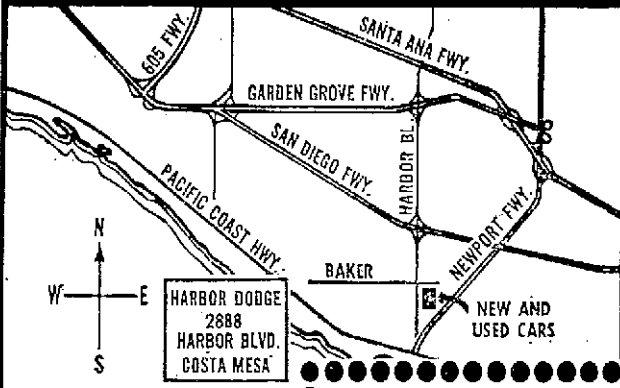 SANTA ANA FWY.
605 FWY.
GARDEN GROVE FWY.
SAN DIEGO FWY.
HARBOR BL.
PACIFIC COAST HWY.
NEWPORT FWY.
N
W E
S
BAKER
HARBOR DODGE
2888
HARBOR BLVD.
COSTA MESA
NEW AND
USED CARS